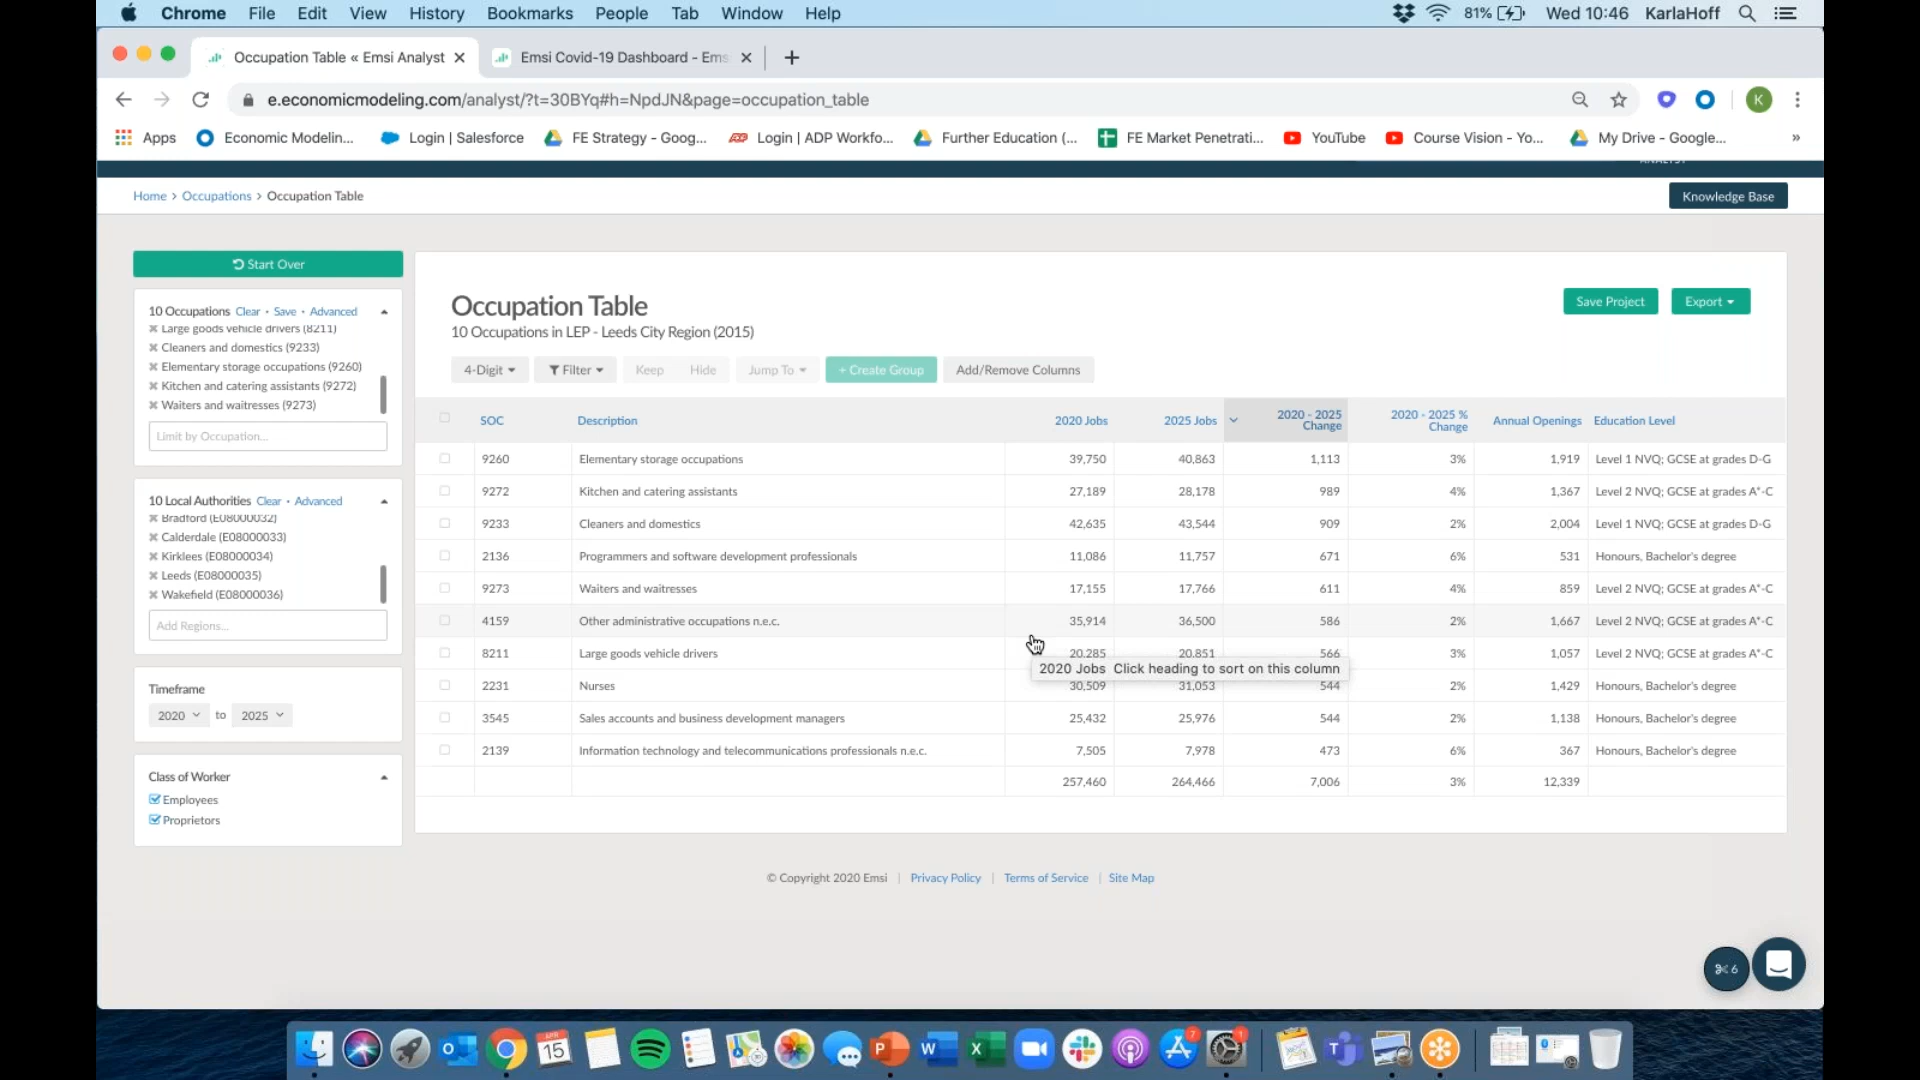 Chrome File Edit View History Bookmarks People Tab Window Help 81% Wed 10:46 KarlaHoff
Occupation Table « Emsi Analyst Emsi Covid-19 Dashboard - Ems
e.economicmodeling.com/analyst/?t=30BYq#h=NpdJN&page=occupation_table K
Apps Economic Modelin... Login | Salesforce FE Strategy - Goog... Login | ADP Workfo... Further Education (... FE Market Penetrati... YouTube Course Vision - Yo... My Drive - Google... »
ANALYST
Home > Occupations > Occupation Table Knowledge Base
Start Over
10 Occupations Clear • Save • Advanced
Large goods vehicle drivers (8211)
Cleaners and domestics (9233)
Elementary storage occupations (9260)
Kitchen and catering assistants (9272)
Waiters and waitresses (9273)
Limit by Occupation...
10 Local Authorities Clear • Advanced
Bradford (E08000032)
Calderdale (E08000033)
Kirklees (E08000034)
Leeds (E08000035)
Wakefield (E08000036)
Add Regions...
Timeframe
2020 to 2025
Class of Worker
Employees
Proprietors
Occupation Table
10 Occupations in LEP - Leeds City Region (2015)
Save Project Export
4-Digit Filter Keep Hide Jump To + Create Group Add/Remove Columns
SOC Description 2020 Jobs 2025 Jobs 2020 - 2025 Change 2020 - 2025 % Change Annual Openings Education Level
9260 Elementary storage occupations 39,750 40,863 1,113 3% 1,919 Level 1 NVQ; GCSE at grades D-G
9272 Kitchen and catering assistants 27,189 28,178 989 4% 1,367 Level 2 NVQ; GCSE at grades A*-C
9233 Cleaners and domestics 42,635 43,544 909 2% 2,004 Level 1 NVQ; GCSE at grades D-G
2136 Programmers and software development professionals 11,086 11,757 671 6% 531 Honours, Bachelor's degree
9273 Waiters and waitresses 17,155 17,766 611 4% 859 Level 2 NVQ; GCSE at grades A*-C
4159 Other administrative occupations n.e.c. 35,914 36,500 586 2% 1,667 Level 2 NVQ; GCSE at grades A*-C
8211 Large goods vehicle drivers 20,285 20,851 566 3% 1,057 Level 2 NVQ; GCSE at grades A*-C
2020 Jobs Click heading to sort on this column
2231 Nurses 30,509 31,053 544 2% 1,429 Honours, Bachelor's degree
3545 Sales accounts and business development managers 25,432 25,976 544 2% 1,138 Honours, Bachelor's degree
2139 Information technology and telecommunications professionals n.e.c. 7,505 7,978 473 6% 367 Honours, Bachelor's degree
257,460 264,466 7,006 3% 12,339
© Copyright 2020 Emsi | Privacy Policy | Terms of Service | Site Map
6
APR
15
7
1